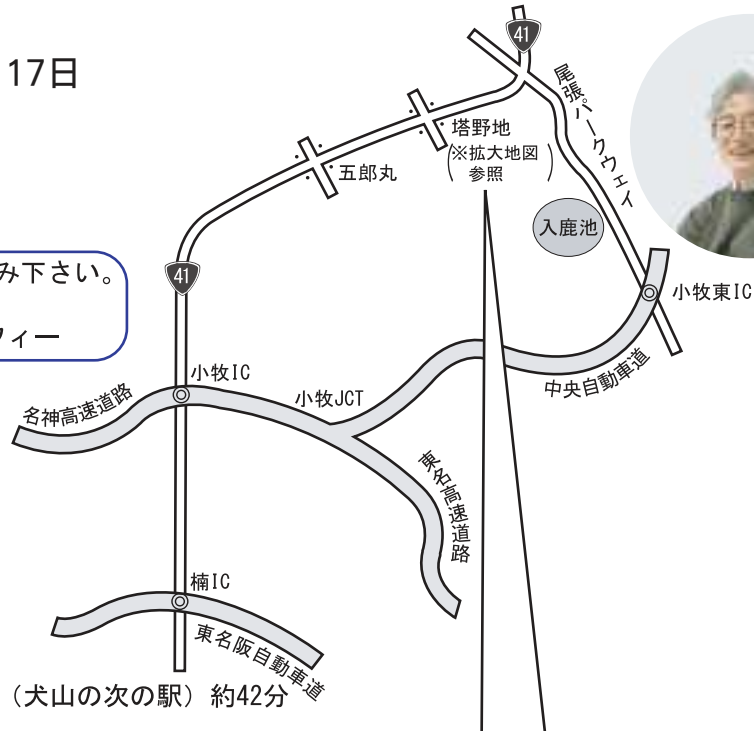 17日
41
尾張パークウェイ
塔野地
(※拡大地図
参照)
五郎丸
入鹿池
み下さい。
41
フィー
小牧東IC
小牧IC
中央自動車道
小牧JCT
名神高速道路
東名高速道路
楠IC
東名阪自動車道
(犬山の次の駅) 約42分